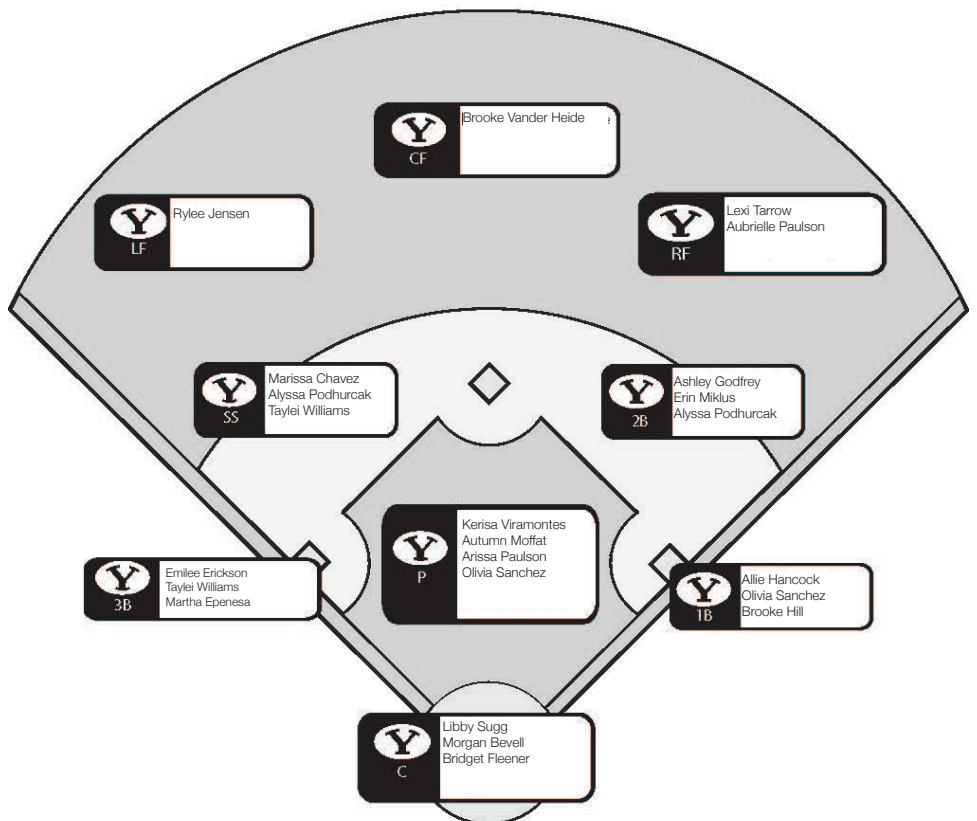 Y
CF
Brooke Vander Heide
Y
LF
Rylee Jensen
Y
RF
Lexi Tarrow
Aubrielle Paulson
Y
SS
Marissa Chavez
Alyssa Podhurcak
Taylei Williams
Y
2B
Ashley Godfrey
Erin Miklus
Alyssa Podhurcak
Y
P
Kerisa Viramontes
Autumn Moffat
Arissa Paulson
Olivia Sanchez
Y
3B
Emilee Erickson
Taylei Williams
Martha Epenesa
Y
1B
Allie Hancock
Olivia Sanchez
Brooke Hill
Y
C
Libby Sugg
Morgan Bevell
Bridget Fleener